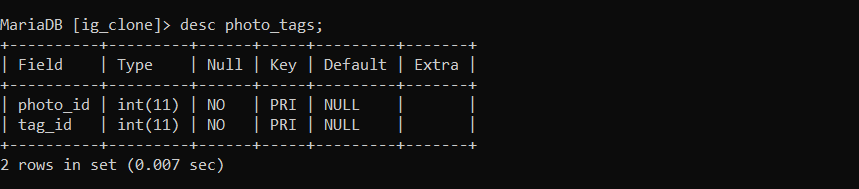 MariaDB [ig_clone]> desc photo_tags;
+----------+---------+------+-----+---------+-------+
| Field    | Type    | Null | Key | Default | Extra |
+----------+---------+------+-----+---------+-------+
| photo_id | int(11) | NO   | PRI | NULL    |       |
| tag_id   | int(11) | NO   | PRI | NULL    |       |
+----------+---------+------+-----+---------+-------+
2 rows in set (0.007 sec)